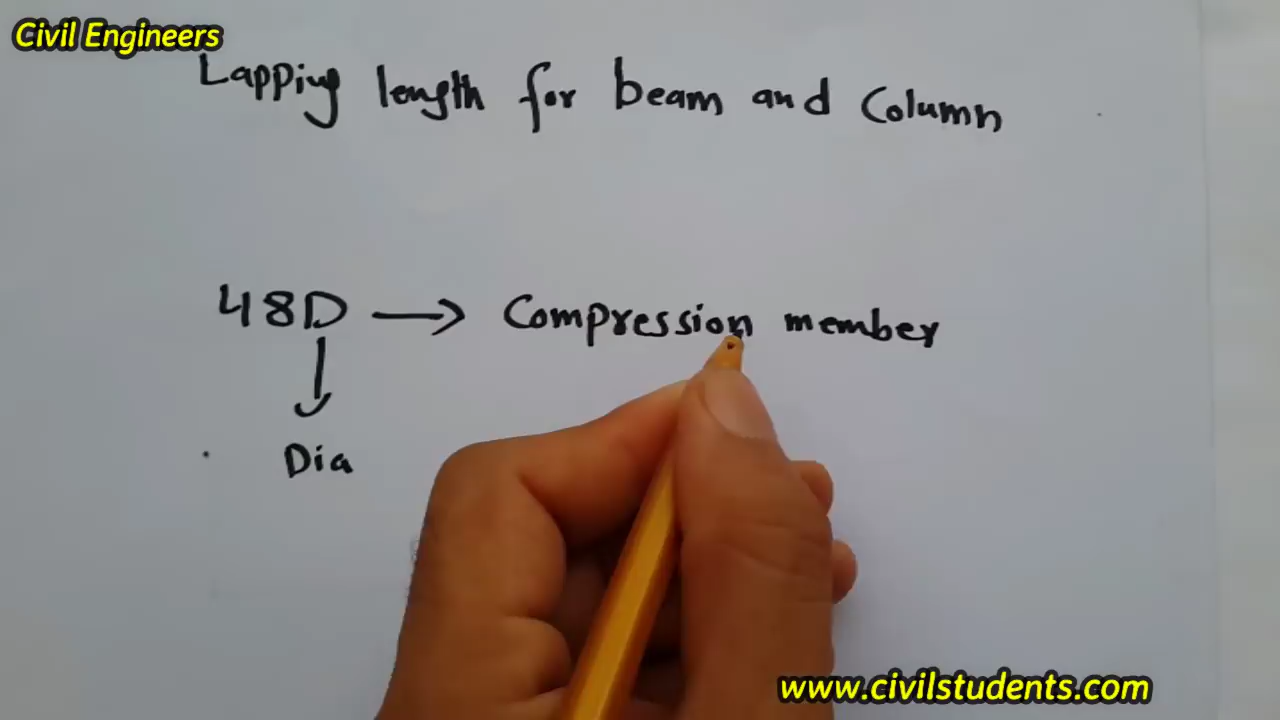 Civil Engineers
Lapping length for beam and Column
48D → Compression member
Dia
www.civilstudents.com